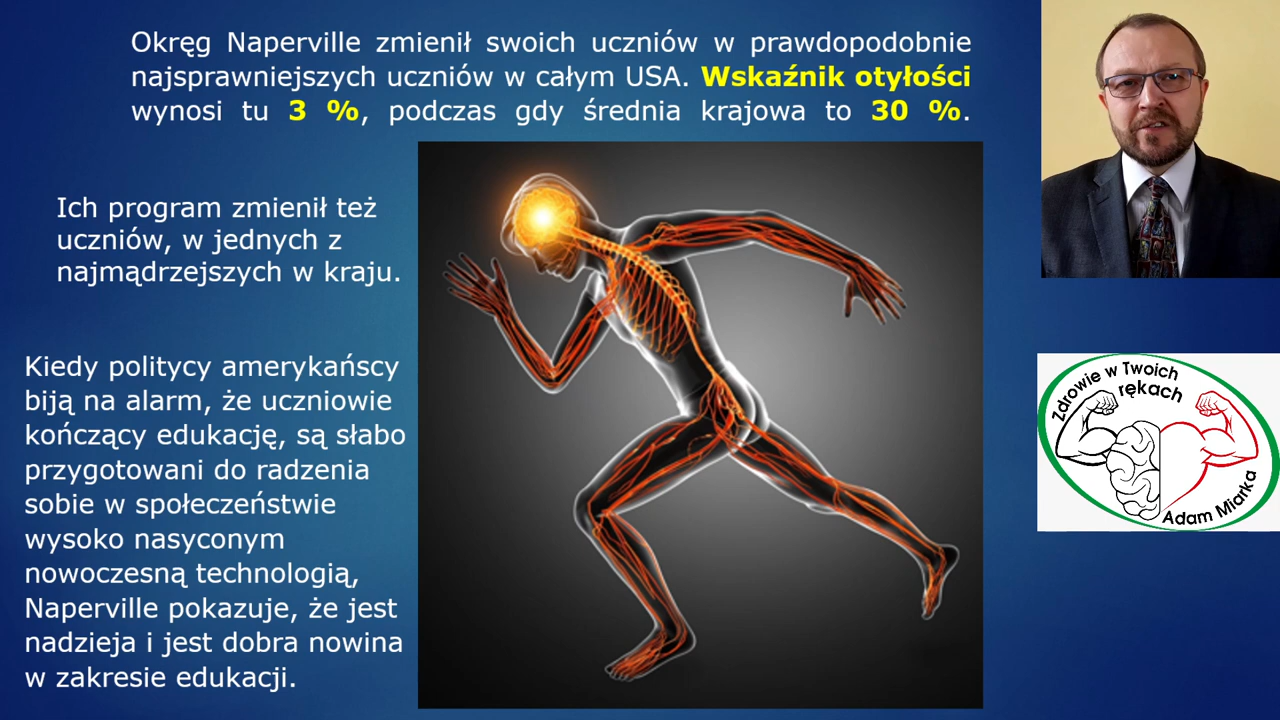 Okręg Naperville zmienił swoich uczniów w prawdopodobnie
najsprawniejszych uczniów w całym USA. Wskaźnik otyłości
wynosi tu 3 %, podczas gdy średnia krajowa to 30 %.
Ich program zmienił też
uczniów, w jednych z
najmądrzejszych w kraju.
Kiedy politycy amerykańscy
biją na alarm, że uczniowie
kończący edukację, są słabo
przygotowani do radzenia
sobie w społeczeństwie
wysoko nasyconym
nowoczesną technologią,
Naperville pokazuje, że jest
nadzieja i jest dobra nowina
w zakresie edukacji.
Zdrowie w Twoich
rękach
Adam Miarka